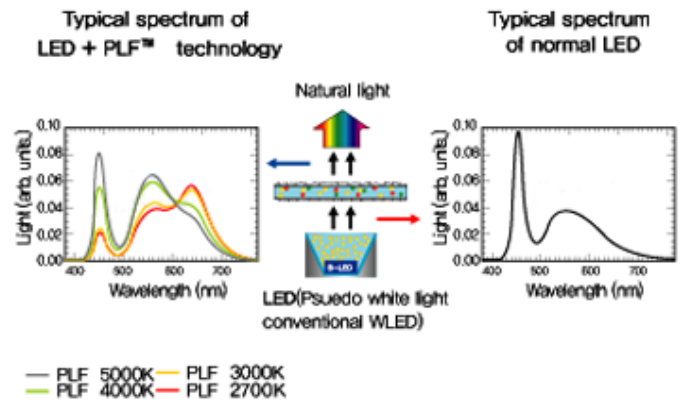 Typical spectrum of
LED + PLF™ technology
Typical spectrum
of normal LED
Natural light
Light (arb, units.)
0.10
0.08
0.06
0.04
0.02
0.00
400 500 600 700
Wavelength (nm)
B-LED
LED(Psuedo white light
conventional WLED)
Light (arb, units.)
0.10
0.08
0.06
0.04
0.02
0.00
400 500 600 700
Wavelength (nm)
PLF 5000K
PLF 3000K
PLF 4000K
PLF 2700K